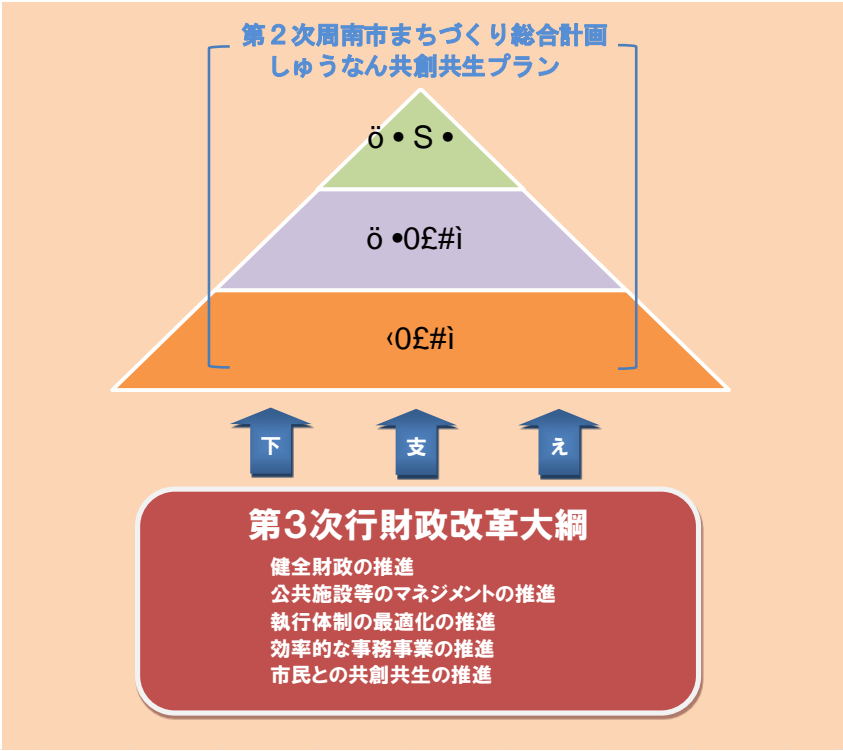 第２次周南市まちづくり総合計画
しゅうなん共創共生プラン
ö • S •
ö •0£#ì
‹0£#ì
下 支 え
第３次行財政改革大綱
健全財政の推進
公共施設等のマネジメントの推進
執行体制の最適化の推進
効率的な事務事業の推進
市民との共創共生の推進